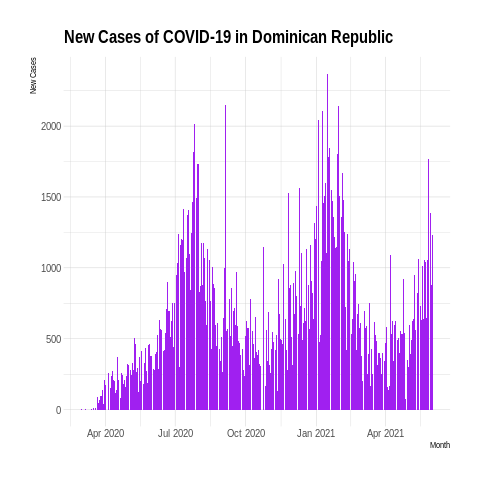 New Cases of COVID-19 in Dominican Republic
New Cases
2000
1500
1000
500
0
Apr 2020 Jul 2020 Oct 2020 Jan 2021 Apr 2021
Month